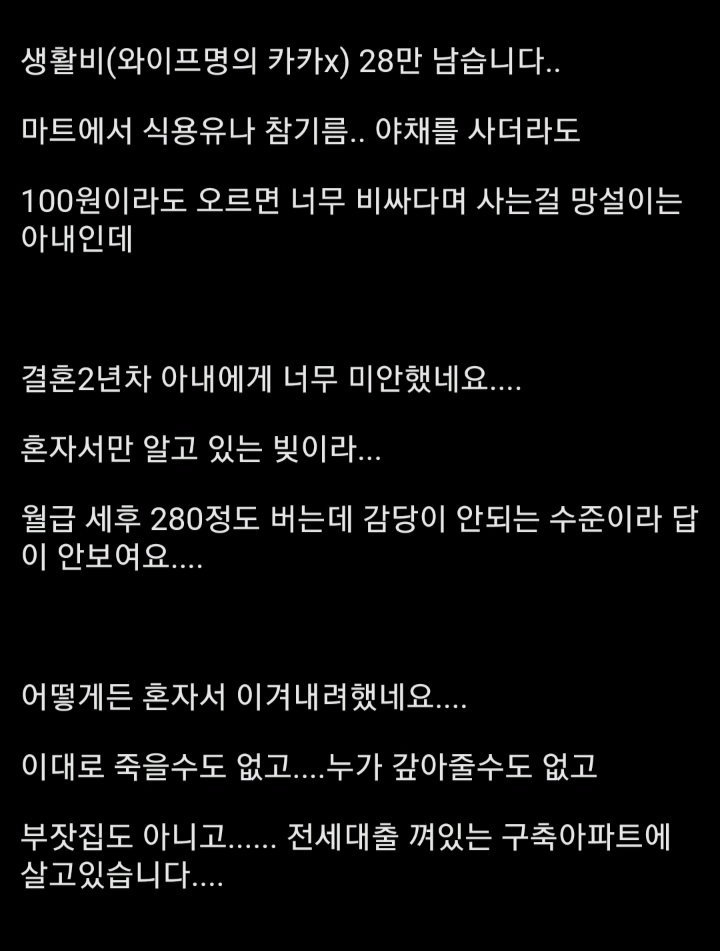 생활비(와이프명의 카카x) 28만 남습니다..
마트에서 식용유나 참기름.. 야채를 사더라도
100원이라도 오르면 너무 비싸다며 사는걸 망설이는
아내인데
결혼2년차 아내에게 너무 미안했네요....
혼자서만 알고 있는 빚이라...
월급 세후 280정도 버는데 감당이 안되는 수준이라 답
이 안보여요....
어떻게든 혼자서 이겨내려했네요....
이대로 죽을수도 없고....누가 갚아줄수도 없고
부잣집도 아니고...... 전세대출 껴있는 구축아파트에
살고있습니다....